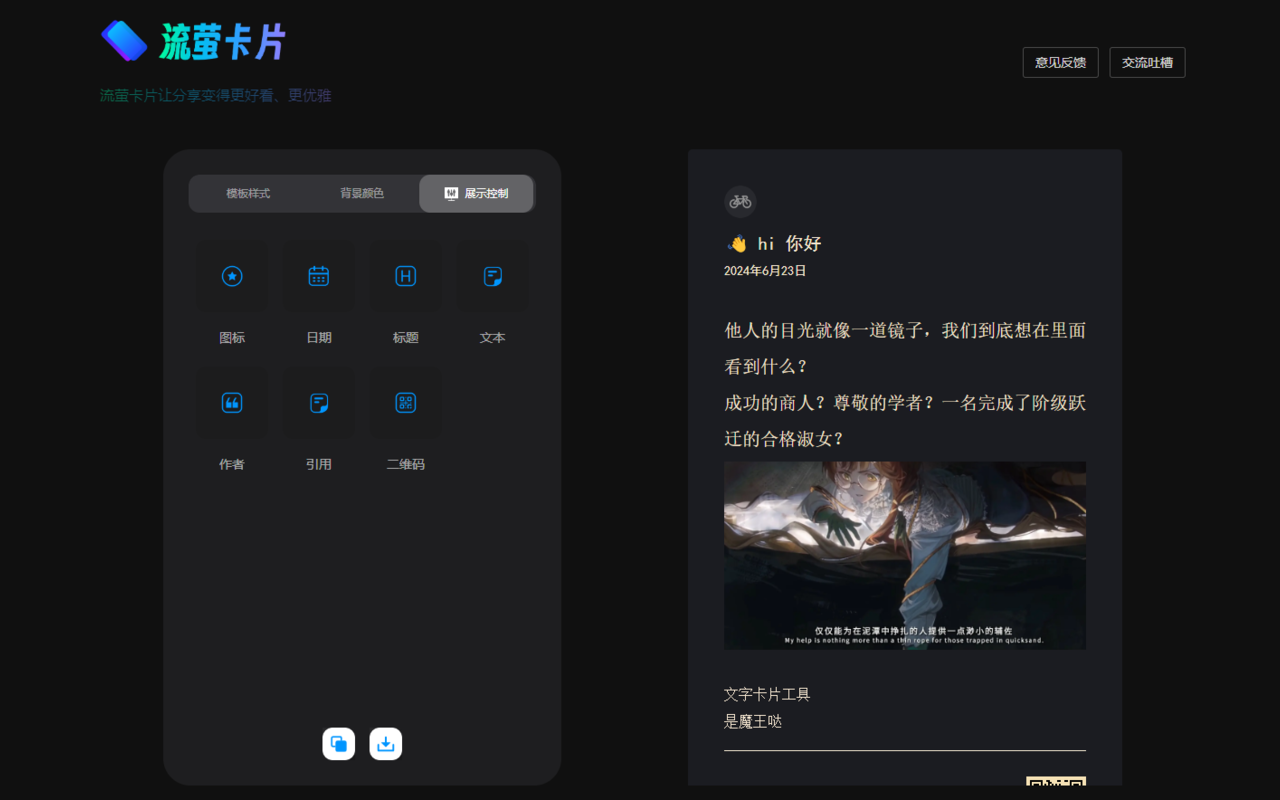 流萤卡片
流萤卡片让分享变得更好看、更优雅
意见反馈
交流吐槽
模板样式
背景颜色
展示控制
图标
日期
标题
文本
作者
引用
二维码
👋 hi 你好
2024年6月23日
他人的目光就像一道镜子，我们到底想在里面
看到什么？
成功的商人？尊敬的学者？一名完成了阶级跃
迁的合格淑女？
仅仅能为在泥潭中挣扎的人提供一点渺小的辅佐
My help is nothing more than a thin rope for those trapped in quicksand.
文字卡片工具
是魔王哒